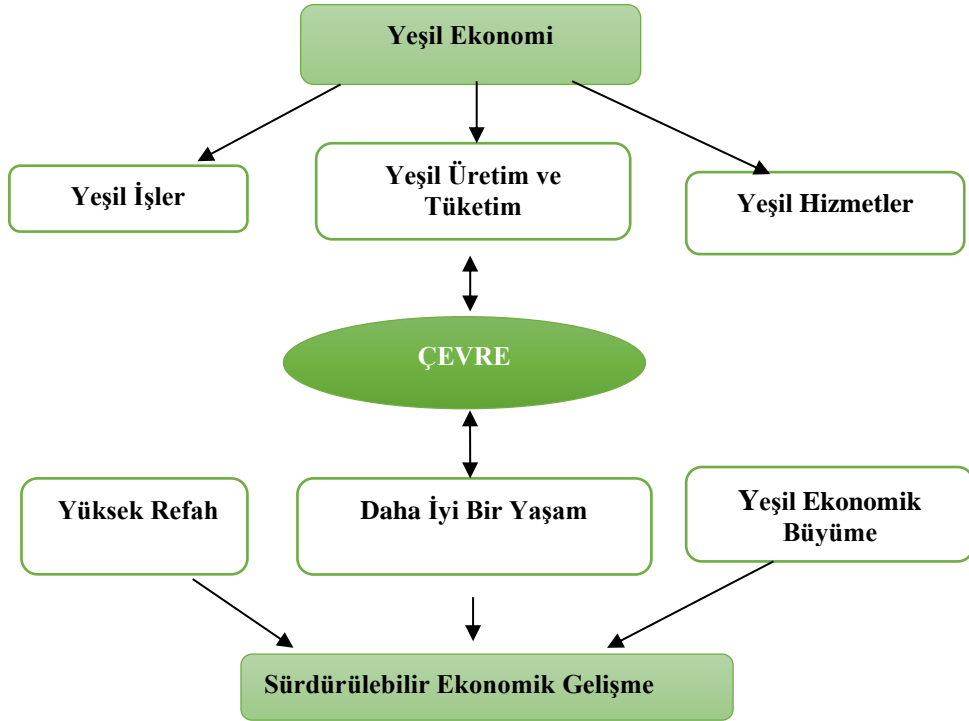 Yeşil Ekonomi
Yeşil İşler
Yeşil Üretim ve
Tüketim
Yeşil Hizmetler
ÇEVRE
Yüksek Refah
Daha İyi Bir Yaşam
Yeşil Ekonomik
Büyüme
Sürdürülebilir Ekonomik Gelişme